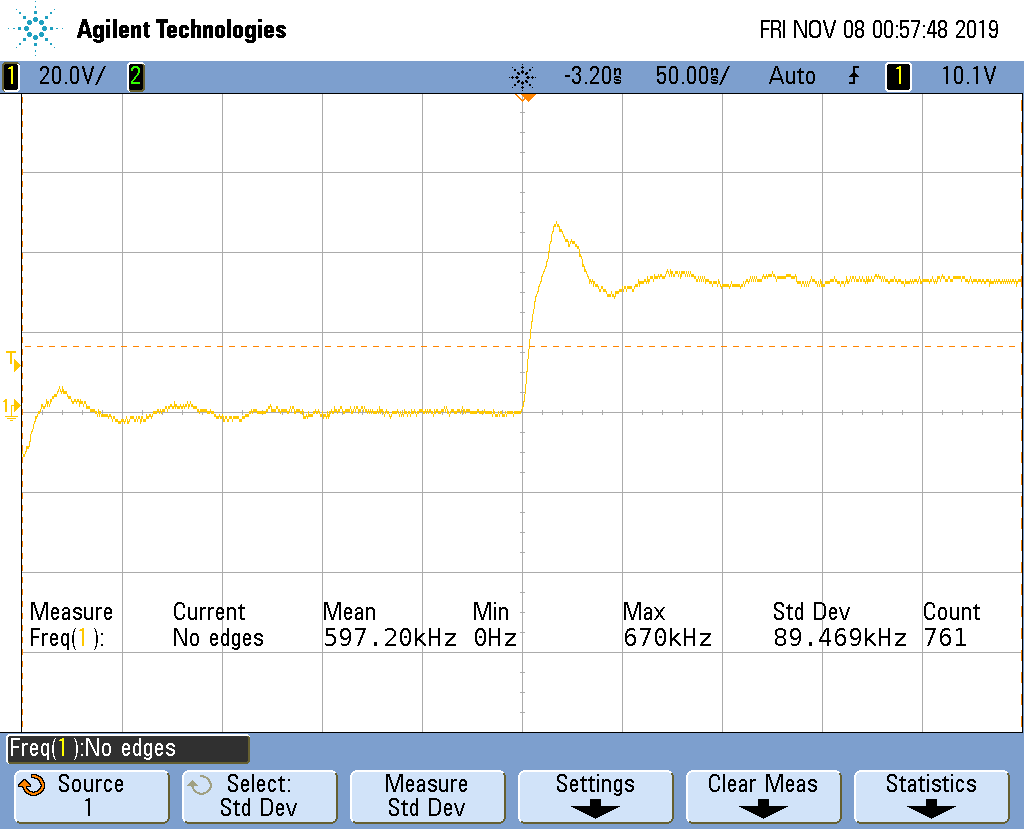 Agilent Technologies
FRI NOV 08 00:57:48 2019
1 20.0V/ 2 -3.20ns 50.00ns/ Auto 1 10.1V
T
1
Measure Current Mean Min Max Std Dev Count
Freq(1): No edges 597.20kHz 0Hz 670kHz 89.469kHz 761
Freq(1):No edges
Source Select: Measure Settings Clear Meas Statistics
1 Std Dev Std Dev